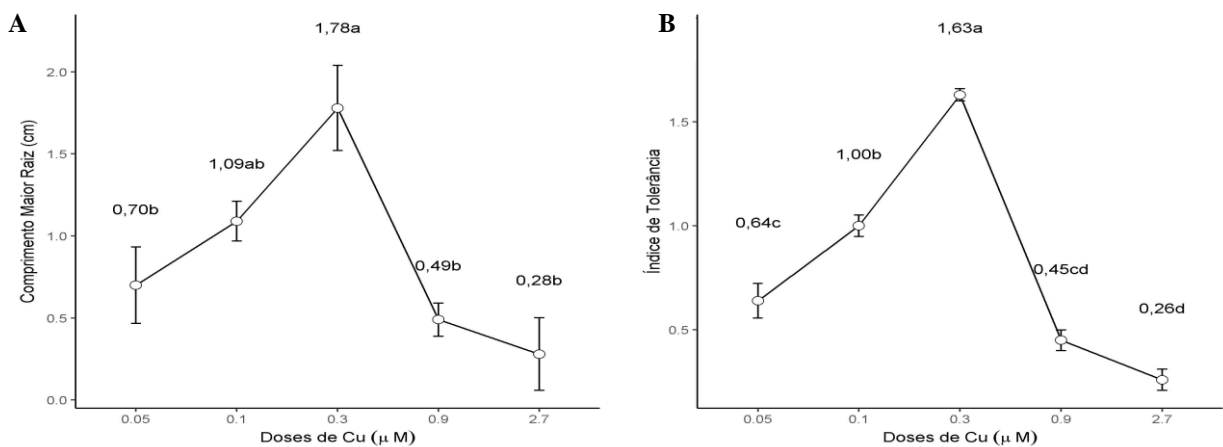 A
Comprimento Maior Raiz (cm)
2.0
1.5
1.0
0.5
0.0
0,70b
1,09ab
1,78a
0,49b
0,28b
0.05 0.1 0.3 0.9 2.7
Doses de Cu (μ M)
B
Índice de Tolerância
1.5
1.0
0.5
0,64c
1,00b
1,63a
0,45cd
0,26d
0.05 0.1 0.3 0.9 2.7
Doses de Cu (μ M)